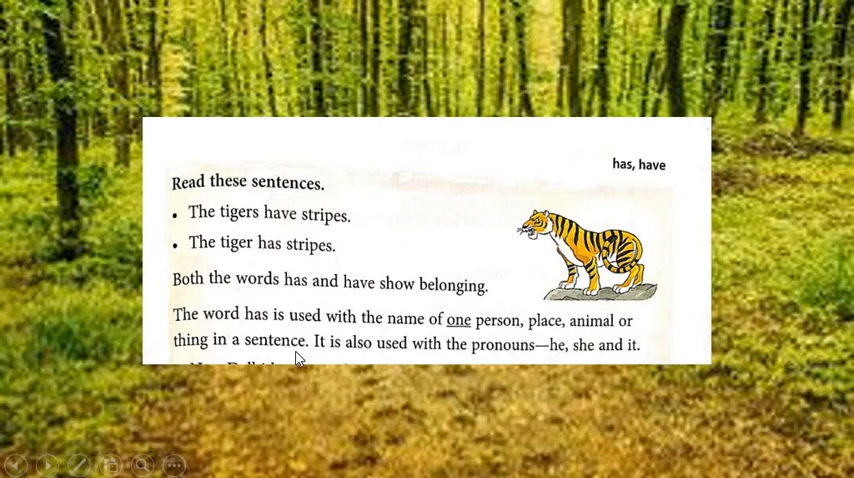 has, have
Read these sentences.
• The tigers have stripes.
• The tiger has stripes.
Both the words has and have show belonging.
The word has is used with the name of one person, place, animal or
thing in a sentence. It is also used with the pronouns—he, she and it.